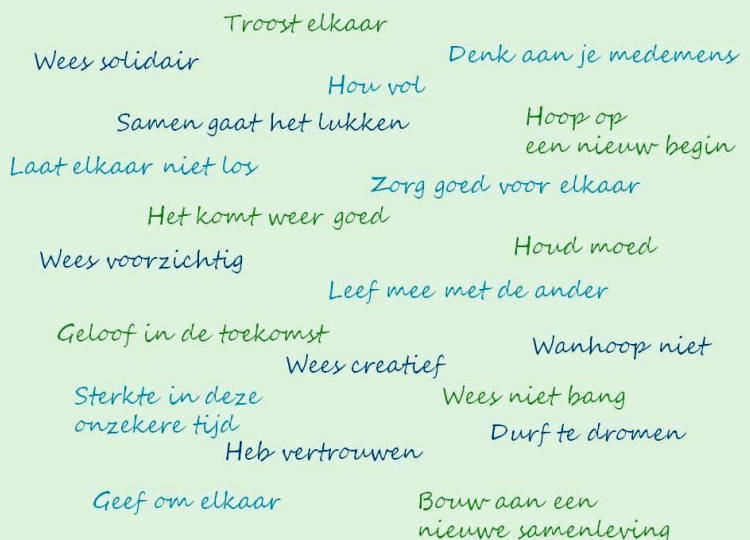 Troost elkaar
Wees solidair
Denk aan je medemens
Hou vol
Samen gaat het lukken
Hoop op
een nieuw begin
Laat elkaar niet los
Zorg goed voor elkaar
Het komt weer goed
Houd moed
Wees voorzichtig
Leef mee met de ander
Geloof in de toekomst
Wanhoop niet
Wees creatief
Sterkte in deze
onzekere tijd
Wees niet bang
Durf te dromen
Heb vertrouwen
Geef om elkaar
Bouw aan een
nieuwe samenleving